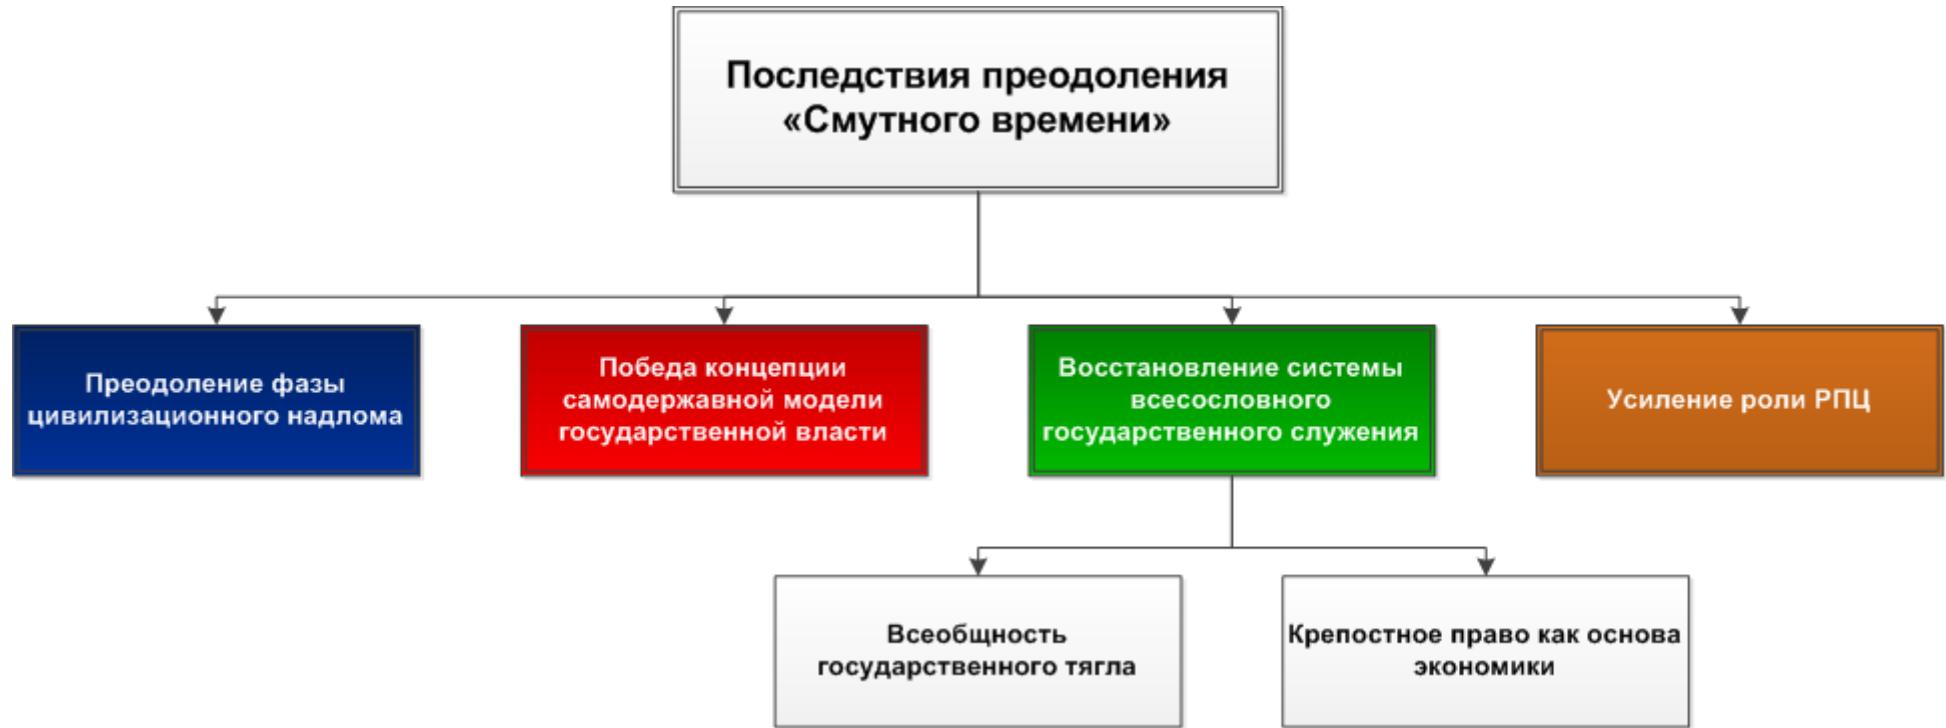 Последствия преодоления
«Смутного времени»
Преодоление фазы
цивилизационного надлома
Победа концепции
самодержавной модели
государственной власти
Восстановление системы
всесословного
государственного служения
Усиление роли РПЦ
Всеобщность
государственного тягла
Крепостное право как основа
экономики